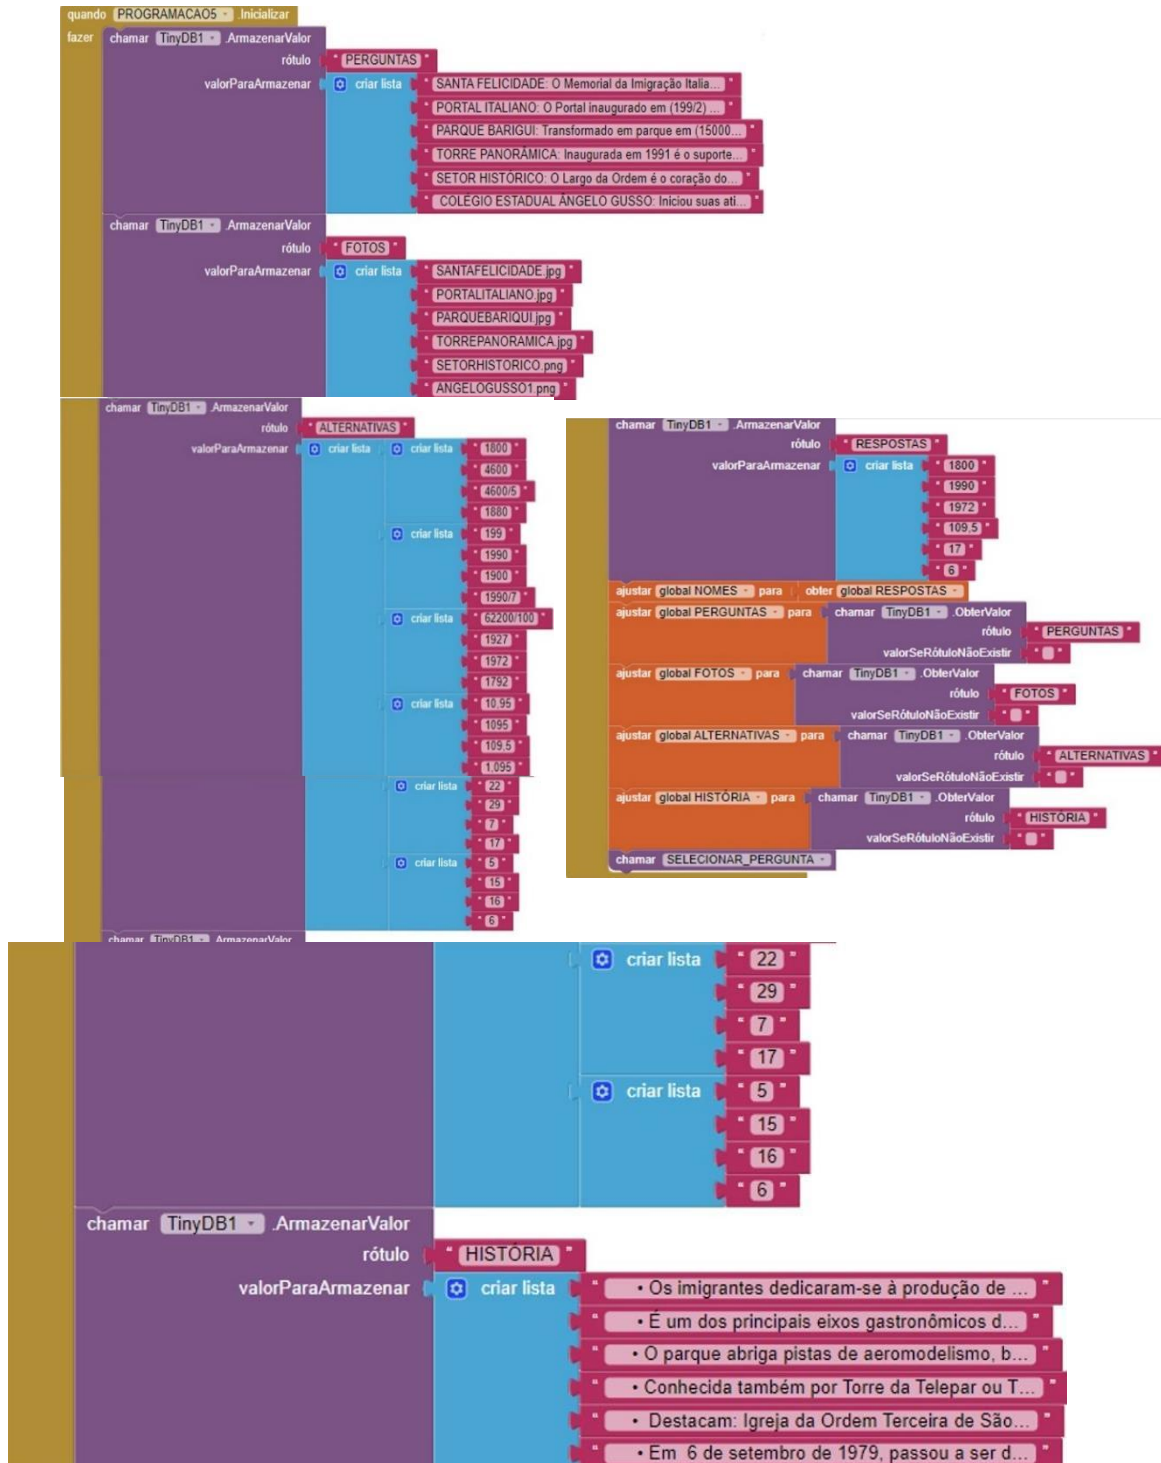 quando PROGRAMACAO5 .Inicializar
fazer chamar TinyDB1 .ArmazenarValor
rótulo " PERGUNTAS "
valorParaArmazenar criar lista " SANTA FELICIDADE: O Memorial da Imigração Italia... "
" PORTAL ITALIANO: O Portal inaugurado em (199/2) ... "
" PARQUE BARIGUI: Transformado em parque em (15000... "
" TORRE PANORÂMICA: Inaugurada em 1991 é o suporte... "
" SETOR HISTÓRICO: O Largo da Ordem é o coração do... "
" COLÉGIO ESTADUAL ÂNGELO GUSSO: Iniciou suas ati... "
chamar TinyDB1 .ArmazenarValor
rótulo " FOTOS "
valorParaArmazenar criar lista " SANTAFELICIDADE.jpg "
" PORTALITALIANO.jpg "
" PARQUEBARIQUI.jpg "
" TORREPANORAMICA.jpg "
" SETORHISTORICO.png "
" ANGELOGUSSO1.png "
chamar TinyDB1 .ArmazenarValor
rótulo " ALTERNATIVAS "
valorParaArmazenar criar lista criar lista " 1800 "
" 4600 "
" 4600/5 "
" 1880 "
criar lista " 199 "
" 1990 "
" 1900 "
" 1990/7 "
criar lista " 62200/100 "
" 1927 "
" 1972 "
" 1792 "
criar lista " 10,95 "
" 1095 "
" 109,5 "
" 1,095 "
criar lista " 22 "
" 29 "
" 7 "
" 17 "
criar lista " 5 "
" 15 "
" 16 "
" 6 "
chamar TinyDB1 .ArmazenarValor
chamar TinyDB1 .ArmazenarValor
rótulo " RESPOSTAS "
valorParaArmazenar criar lista " 1800 "
" 1990 "
" 1972 "
" 109,5 "
" 17 "
" 6 "
ajustar global NOMES para obter global RESPOSTAS
ajustar global PERGUNTAS para chamar TinyDB1 .ObterValor
rótulo " PERGUNTAS "
valorSeRótuloNãoExistir " "
ajustar global FOTOS para chamar TinyDB1 .ObterValor
rótulo " FOTOS "
valorSeRótuloNãoExistir " "
ajustar global ALTERNATIVAS para chamar TinyDB1 .ObterValor
rótulo " ALTERNATIVAS "
valorSeRótuloNãoExistir " "
ajustar global HISTÓRIA para chamar TinyDB1 .ObterValor
rótulo " HISTÓRIA "
valorSeRótuloNãoExistir " "
chamar SELECIONAR_PERGUNTA
criar lista " 22 "
" 29 "
" 7 "
" 17 "
criar lista " 5 "
" 15 "
" 16 "
" 6 "
chamar TinyDB1 .ArmazenarValor
rótulo " HISTÓRIA "
valorParaArmazenar criar lista " • Os imigrantes dedicaram-se à produção de ... "
" • É um dos principais eixos gastronômicos d... "
" • O parque abriga pistas de aeromodelismo, b... "
" • Conhecida também por Torre da Telepar ou T... "
" • Destacam: Igreja da Ordem Terceira de São... "
" • Em 6 de setembro de 1979, passou a ser d... "